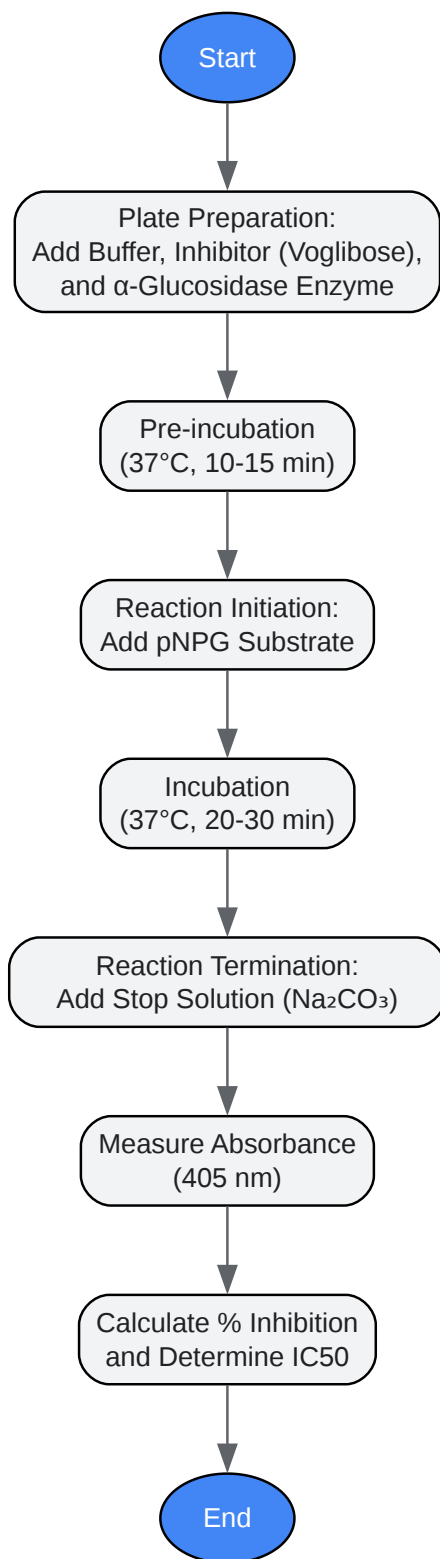 Start
Plate Preparation:
Add Buffer, Inhibitor (Voglibose),
and α-Glucosidase Enzyme
Pre-incubation
(37°C, 10-15 min)
Reaction Initiation:
Add pNPG Substrate
Incubation
(37°C, 20-30 min)
Reaction Termination:
Add Stop Solution (Na₂CO₃)
Measure Absorbance
(405 nm)
Calculate % Inhibition
and Determine IC50
End